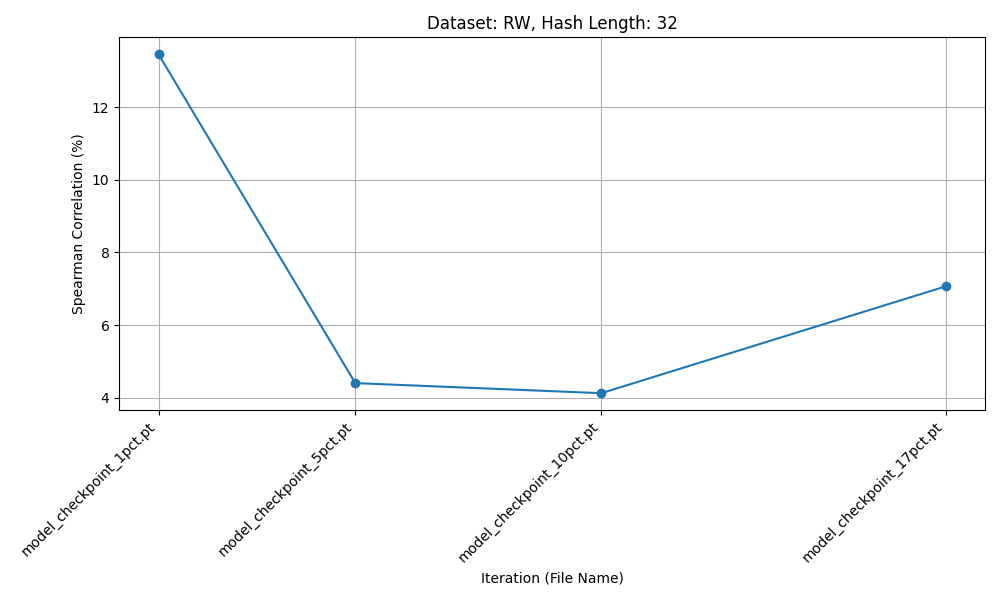 Dataset: RW, Hash Length: 32
Spearman Correlation (%)
12
10
8
6
4
model_checkpoint_1pct.pt
model_checkpoint_5pct.pt
model_checkpoint_10pct.pt
model_checkpoint_17pct.pt
Iteration (File Name)